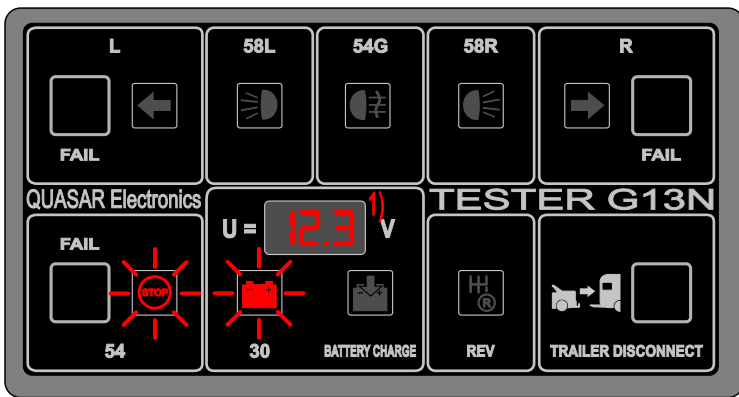 L
58L
54G
58R
R
FAIL
FAIL
QUASAR Electronics
TESTER G13N
FAIL
U = 12.3 1) V
STOP
R
54
30
BATTERY CHARGE
REV
TRAILER DISCONNECT